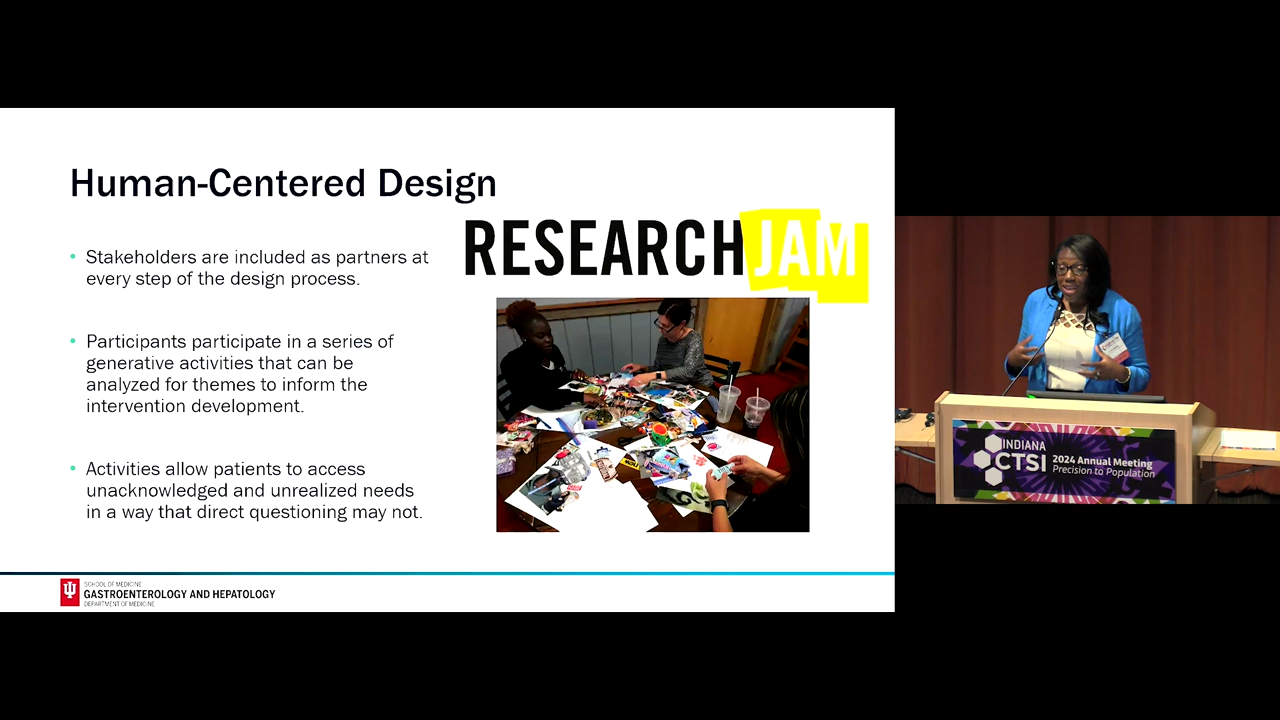 Human-Centered Design
RESEARCH JAM
• Stakeholders are included as partners at
every step of the design process.
• Participants participate in a series of
generative activities that can be
analyzed for themes to inform the
intervention development.
• Activities allow patients to access
unacknowledged and unrealized needs
in a way that direct questioning may not.
SCHOOL OF MEDICINE
GASTROENTEROLOGY AND HEPATOLOGY
DEPARTMENT OF MEDICINE
INDIANA
CTSI
2024 Annual Meeting
Precision to Population